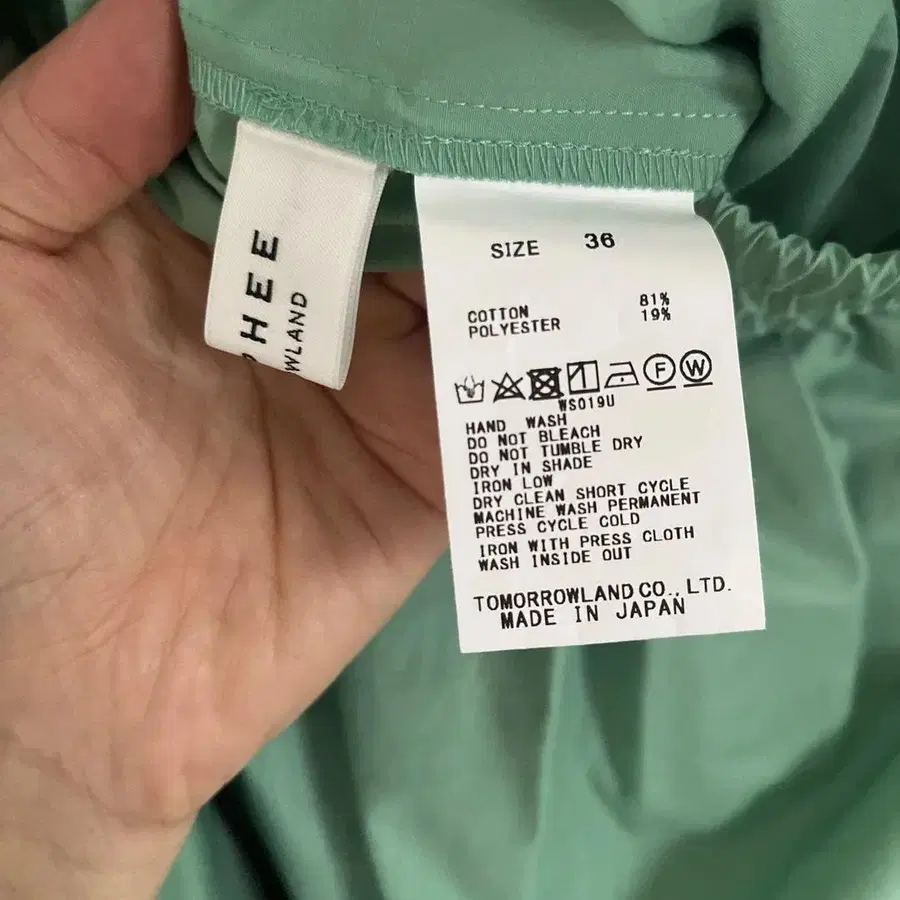 PHEE
WLAND
SIZE 36
COTTON 81%
POLYESTER 19%
F W
WS019U
HAND WASH
DO NOT BLEACH
DO NOT TUMBLE DRY
DRY IN SHADE
IRON LOW
DRY CLEAN SHORT CYCLE
MACHINE WASH PERMANENT
PRESS CYCLE COLD
IRON WITH PRESS CLOTH
WASH INSIDE OUT
TOMORROWLAND CO., LTD.
MADE IN JAPAN